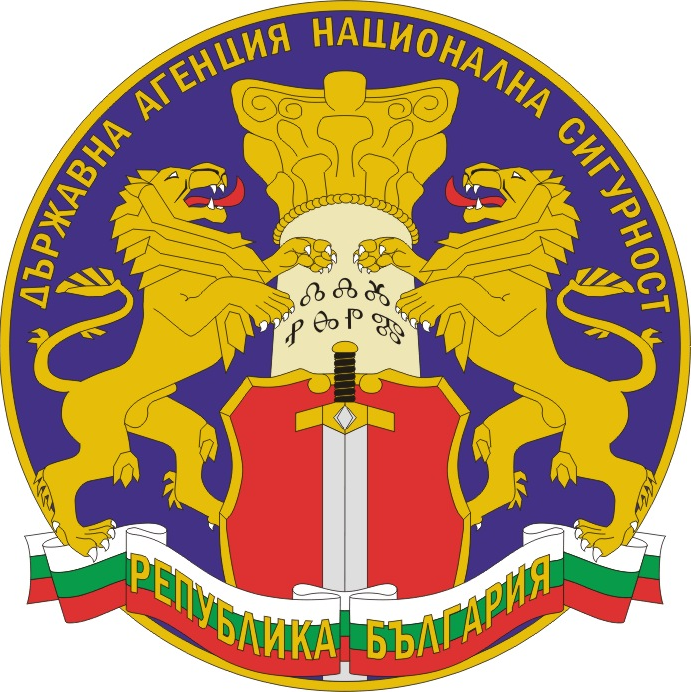 ДЪРЖАВНА АГЕНЦИЯ НАЦИОНАЛНА СИГУРНОСТ
РЕПУБЛИКА БЪЛГАРИЯ